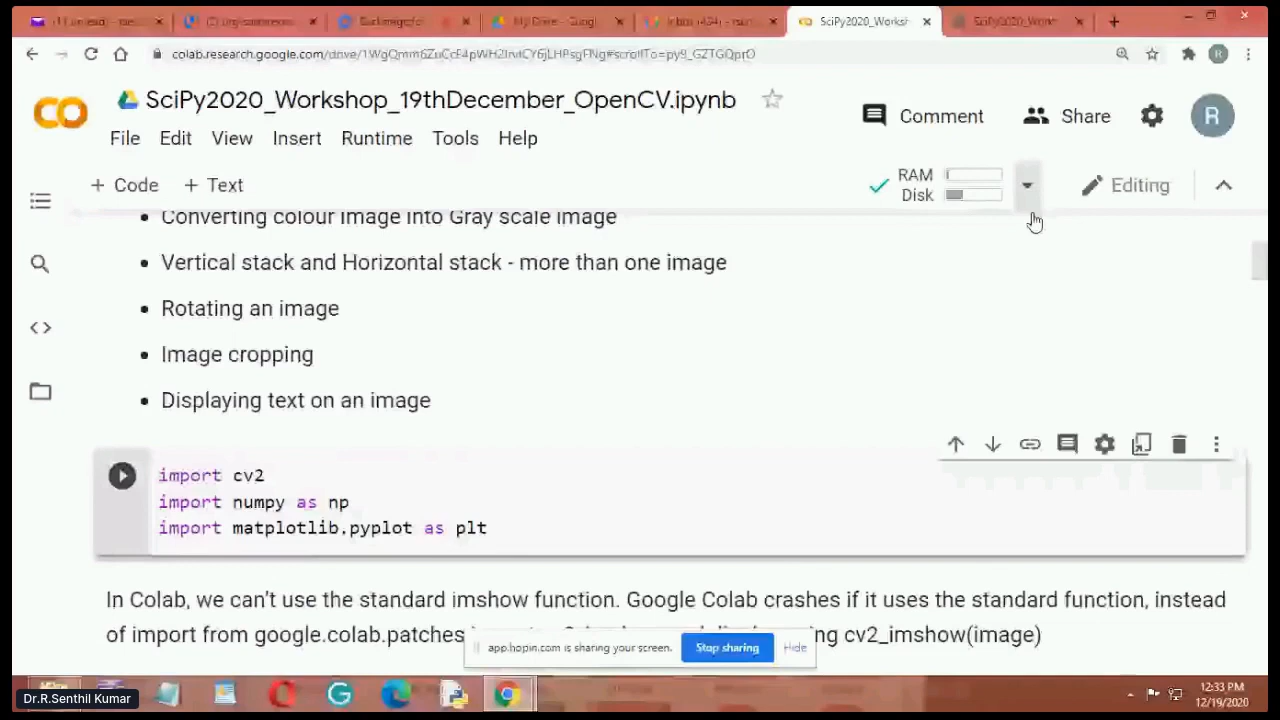 My Drive - Googl
SciPy2020_Worksh
SciPy2020_Work
SciPy2020_Workshop_19thDecember_OpenCV.ipynb
Comment
Share
R
File Edit View Insert Runtime Tools Help
+ Code + Text
RAM
Disk
Editing
Converting colour image into Gray scale image
Vertical stack and Horizontal stack - more than one image
Rotating an image
Image cropping
Displaying text on an image
import cv2
import numpy as np
import matplotlib.pyplot as plt
In Colab, we can't use the standard imshow function. Google Colab crashes if it uses the standard function, instead
of import from google.colab.patches cv2_imshow(image)
app.hopin.com is sharing your screen.
Stop sharing
Hide
Dr.R.Senthil Kumar
12:33 PM
12/19/2020